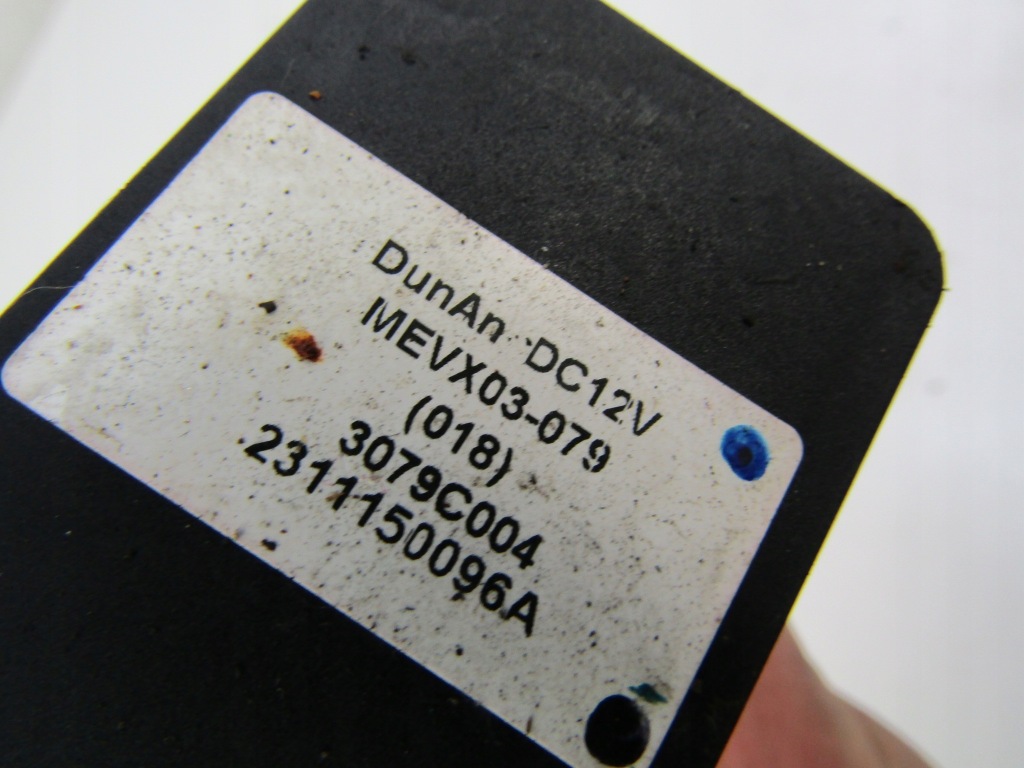 DunAn DC12V
MEVX03-079
(018)
3079C004
2311150096A